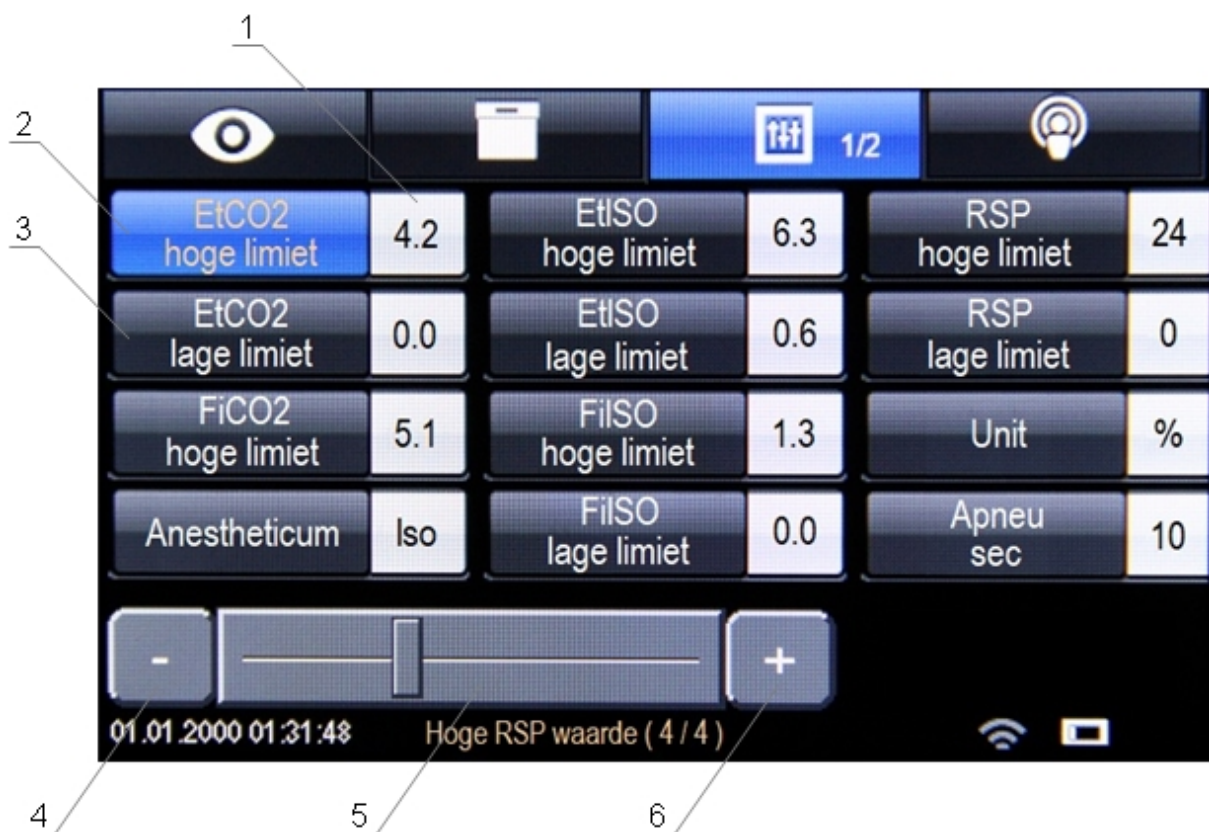 1
2
3
4
5
6
1/2
EtCO2
hoge limiet
4.2
EtISO
hoge limiet
6.3
RSP
hoge limiet
24
EtCO2
lage limiet
0.0
EtISO
lage limiet
0.6
RSP
lage limiet
0
FiCO2
hoge limiet
5.1
FiISO
hoge limiet
1.3
Unit
%
Anestheticum
Iso
FiISO
lage limiet
0.0
Apneu
sec
10
-
+
01.01.2000 01:31:48
Hoge RSP waarde ( 4 / 4 )